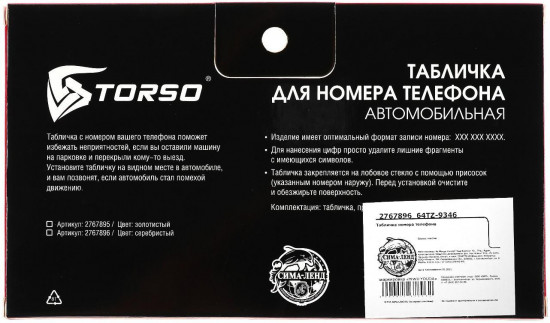 TORSO®
ТАБЛИЧКА
ДЛЯ НОМЕРА ТЕЛЕФОНА
АВТОМОБИЛЬНАЯ
Табличка с номером вашего телефона поможет
избежать неприятностей, если вы оставили машину
на парковке и перекрыли кому-то выезд.
Установите табличку на видном месте в автомобиле,
и вам позвонят, если автомобиль стал помехой
движению.
Артикул: 2767895 / Цвет: золотистый
Артикул: 2767896 / Цвет: серебристый
• Изделие имеет оптимальный формат записи номера: XXX XXX XXXX.
• Для нанесения цифр просто удалите лишние фрагменты
с имеющихся символов.
• Табличка закрепляется на лобовое стекло с помощью присосок
(указанным номером наружу). Перед установкой очистите
и обезжирьте поверхность.
Комплектация: табличка,
2767896 64TZ-9346
Табличка номера телефона
СИМА-ЛЕНД
СИМА-ЛЕНД